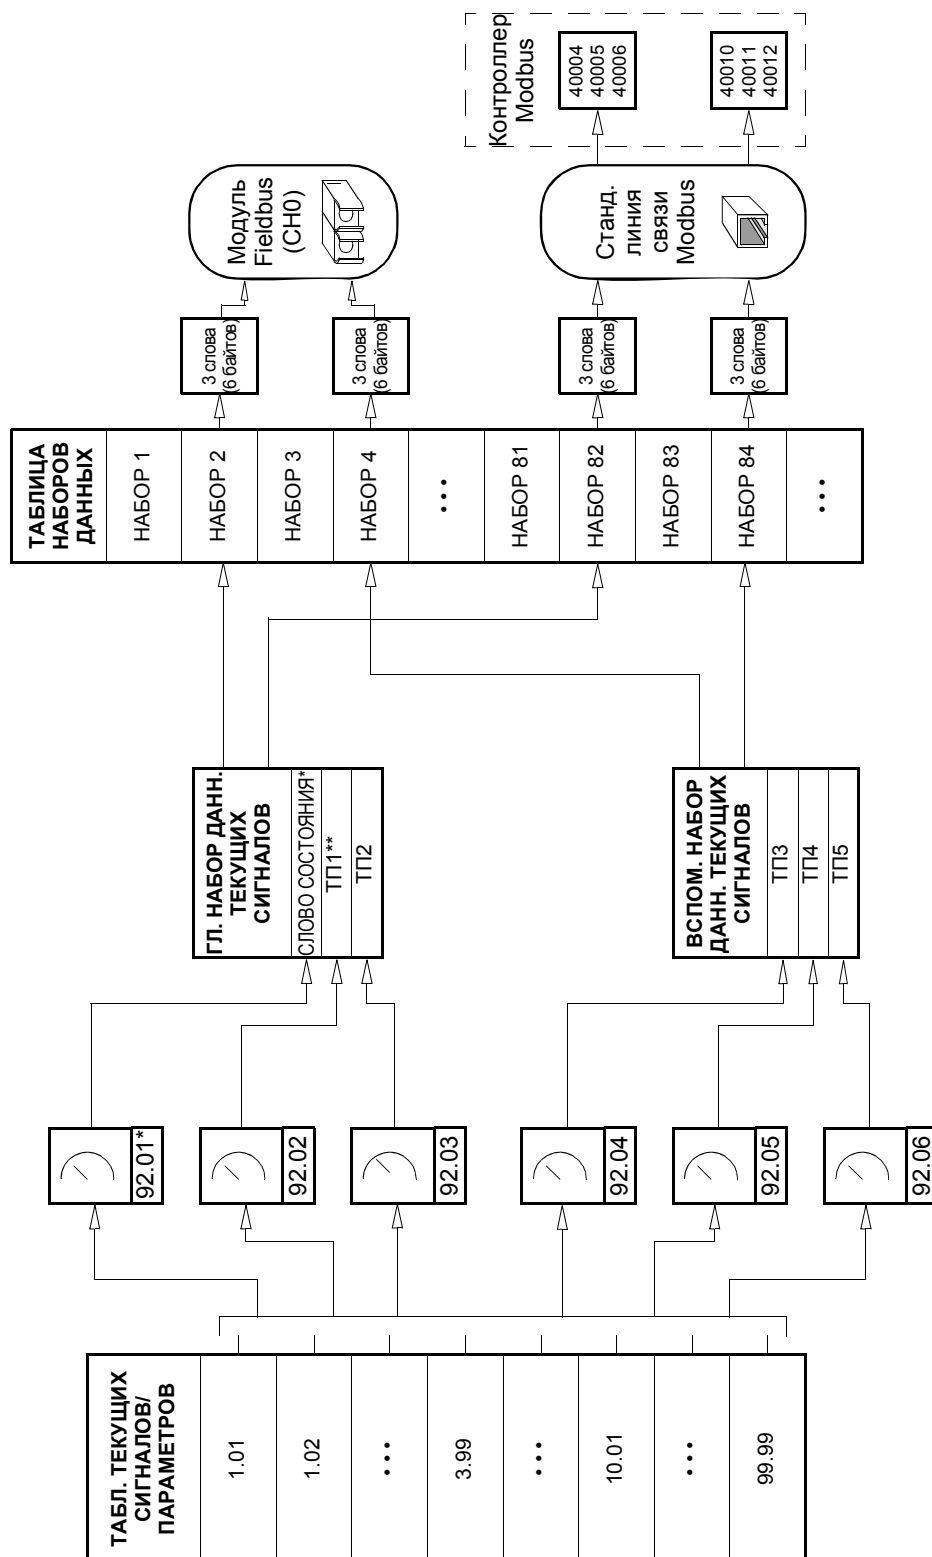 ТАБЛ. ТЕКУЩИХ
СИГНАЛОВ/
ПАРАМЕТРОВ
1.01
1.02
...
3.99
...
10.01
...
99.99
92.01*
92.02
92.03
92.04
92.05
92.06
ГЛ. НАБОР ДАНН.
ТЕКУЩИХ
СИГНАЛОВ
СЛОВО СОСТОЯНИЯ*
ТП1**
ТП2
ВСПОМ. НАБОР
ДАНН. ТЕКУЩИХ
СИГНАЛОВ
ТП3
ТП4
ТП5
ТАБЛИЦА
НАБОРОВ
ДАННЫХ
НАБОР 1
НАБОР 2
НАБОР 3
НАБОР 4
...
НАБОР 81
НАБОР 82
НАБОР 83
НАБОР 84
...
3 слова
(6 байтов)
3 слова
(6 байтов)
3 слова
(6 байтов)
3 слова
(6 байтов)
Модуль
Fieldbus
(CH0)
Станд.
линия
связи
Modbus
Контроллер
Modbus
40004
40005
40006
40010
40011
40012